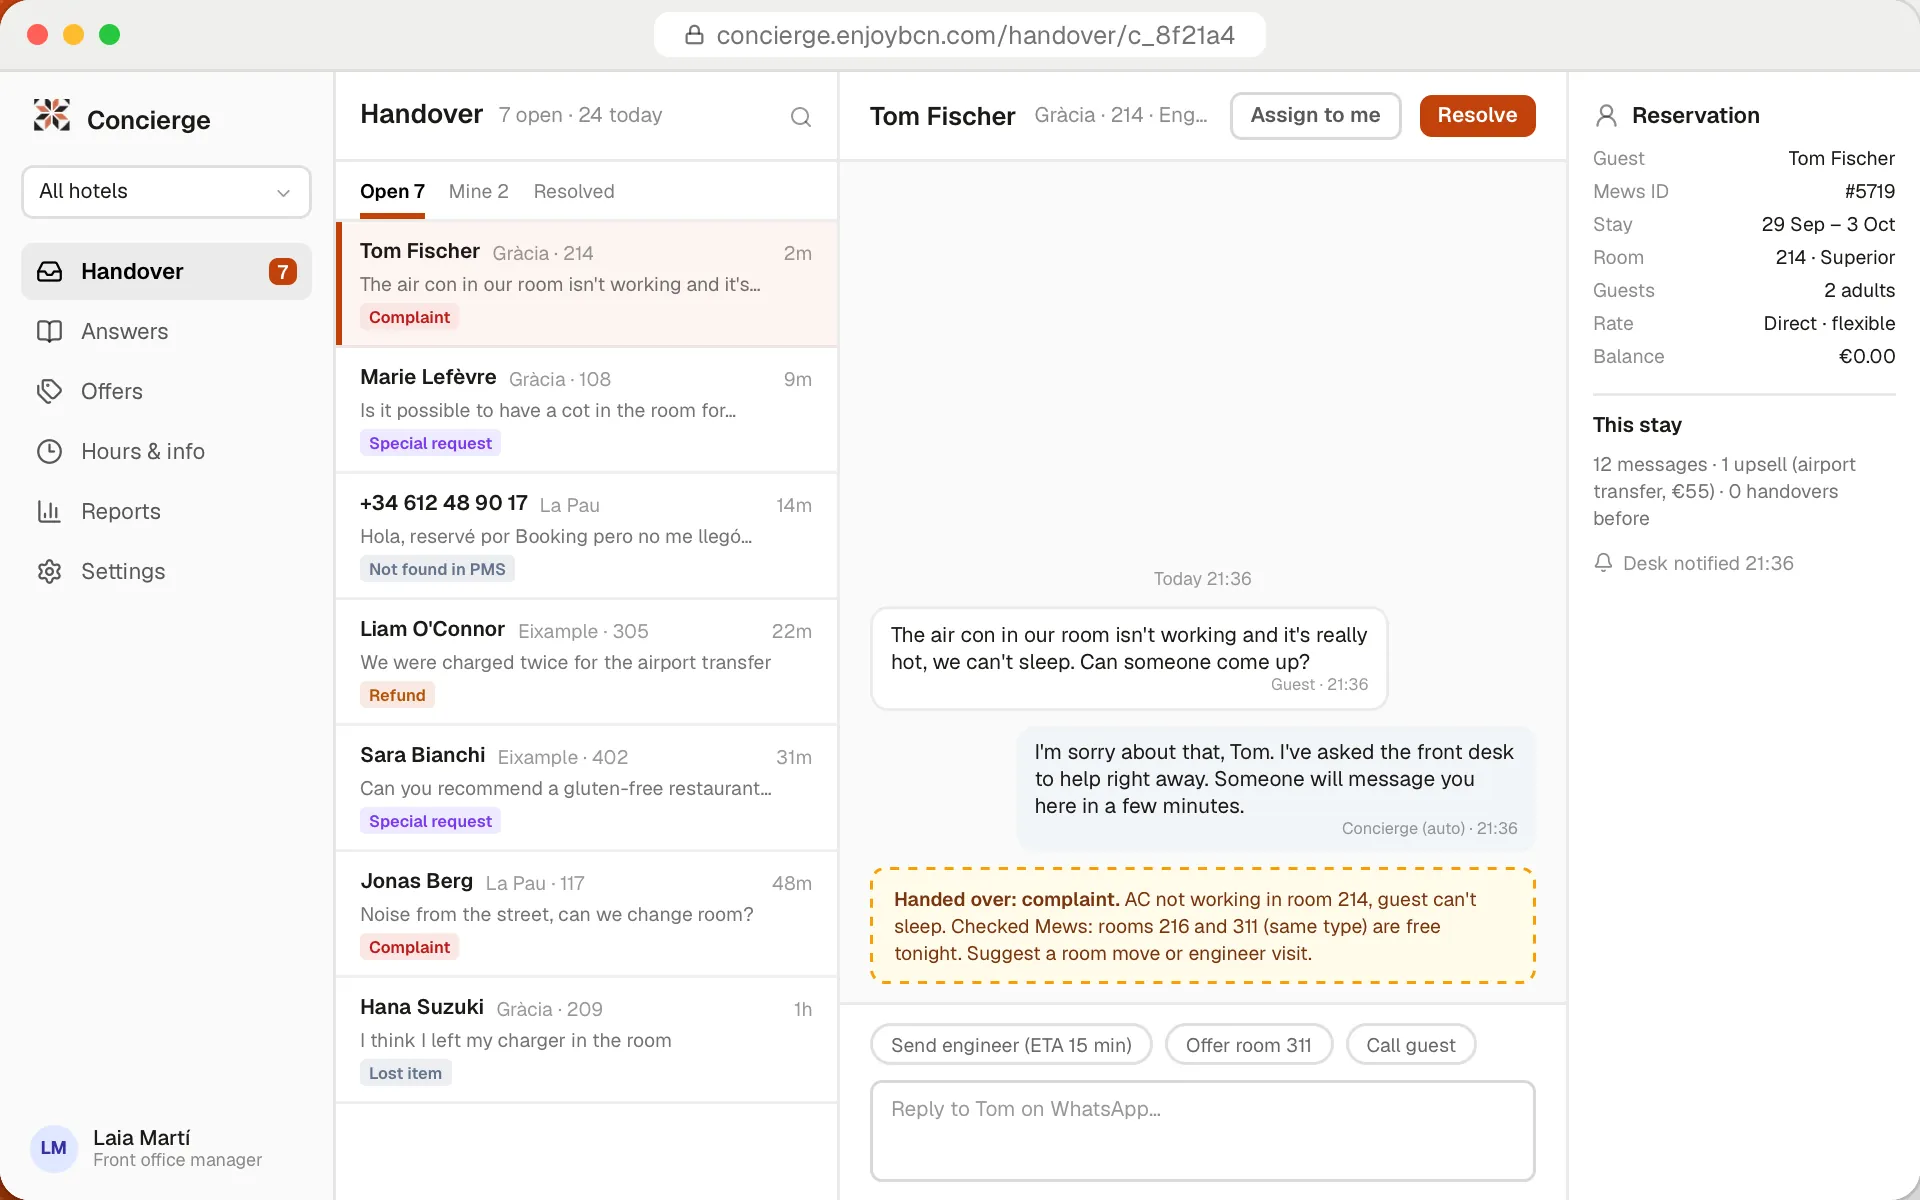 concierge.enjoybcn.com/handover/c_8f21a4
Concierge
All hotels
Handover 7
Answers
Offers
Hours & info
Reports
Settings
LM
Laia Martí
Front office manager
Handover 7 open · 24 today
Open 7 Mine 2 Resolved
Tom Fischer Gràcia · 214 2m
The air con in our room isn't working and it's…
Complaint
Marie Lefèvre Gràcia · 108 9m
Is it possible to have a cot in the room for…
Special request
+34 612 48 90 17 La Pau 14m
Hola, reservé por Booking pero no me llegó…
Not found in PMS
Liam O'Connor Eixample · 305 22m
We were charged twice for the airport transfer
Refund
Sara Bianchi Eixample · 402 31m
Can you recommend a gluten-free restaurant…
Special request
Jonas Berg La Pau · 117 48m
Noise from the street, can we change room?
Complaint
Hana Suzuki Gràcia · 209 1h
I think I left my charger in the room
Lost item
Tom Fischer Gràcia · 214 · Eng… Assign to me Resolve
Today 21:36
The air con in our room isn't working and it's really
hot, we can't sleep. Can someone come up?
Guest · 21:36
I'm sorry about that, Tom. I've asked the front desk
to help right away. Someone will message you
here in a few minutes.
Concierge (auto) · 21:36
Handed over: complaint. AC not working in room 214, guest can't
sleep. Checked Mews: rooms 216 and 311 (same type) are free
tonight. Suggest a room move or engineer visit.
Send engineer (ETA 15 min) Offer room 311 Call guest
Reply to Tom on WhatsApp…
Reservation
Guest Tom Fischer
Mews ID #5719
Stay 29 Sep – 3 Oct
Room 214 · Superior
Guests 2 adults
Rate Direct · flexible
Balance €0.00
This stay
12 messages · 1 upsell (airport
transfer, €55) · 0 handovers
before
Desk notified 21:36